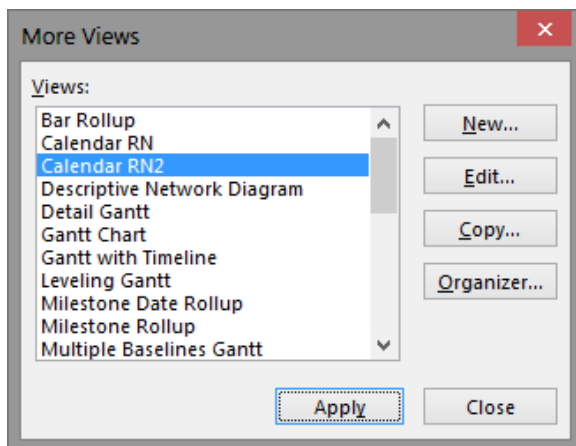 More Views
Views:
Bar Rollup
Calendar RN
Calendar RN2
Descriptive Network Diagram
Detail Gantt
Gantt Chart
Gantt with Timeline
Leveling Gantt
Milestone Date Rollup
Milestone Rollup
Multiple Baselines Gantt
New...
Edit...
Copy...
Organizer...
Apply
Close